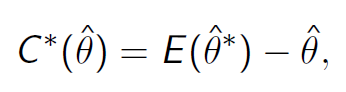 C*(θ̂) = E(θ̂*) − θ̂,